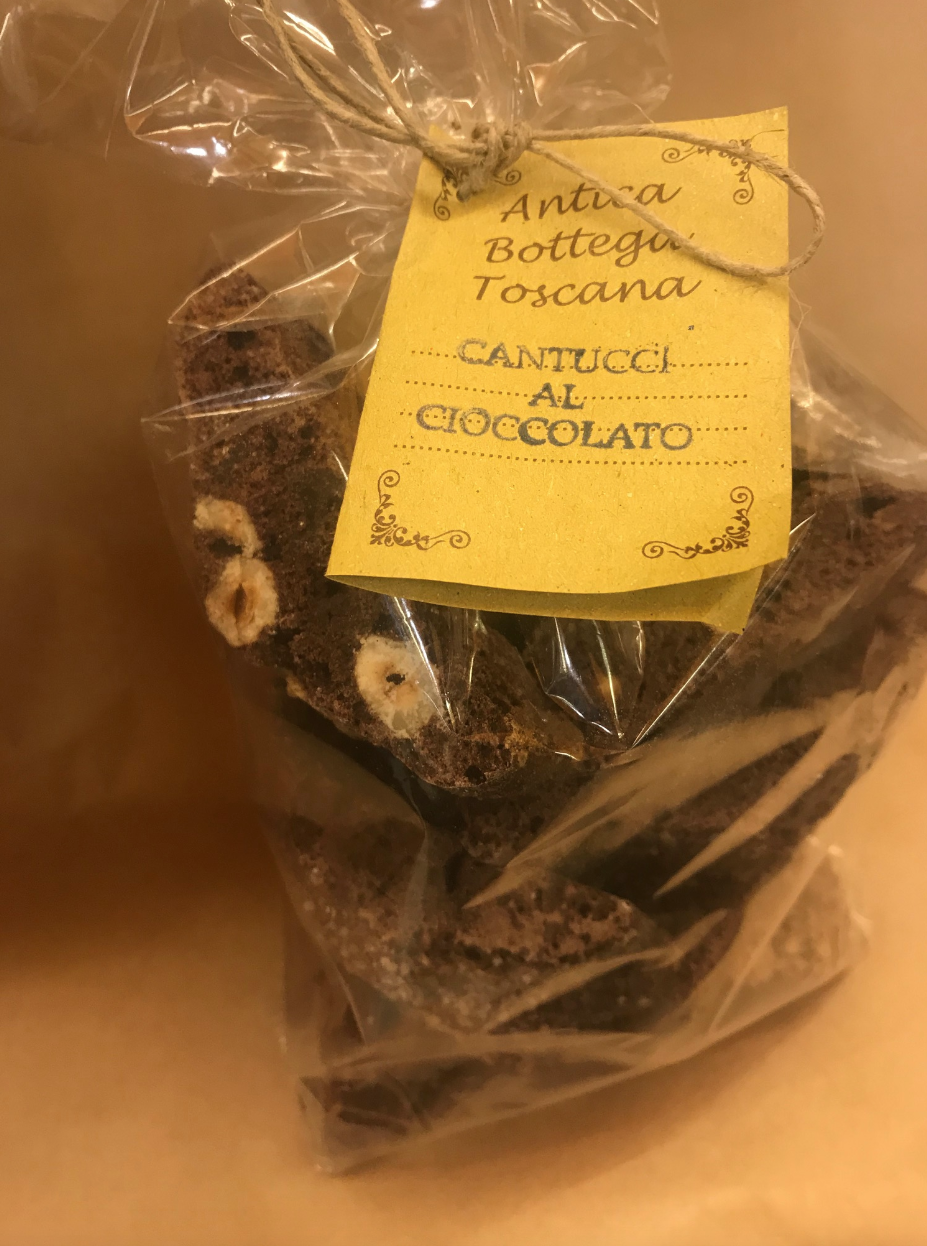 Antica
Bottega
Toscana
CANTUCCI
AL
CIOCCOLATO